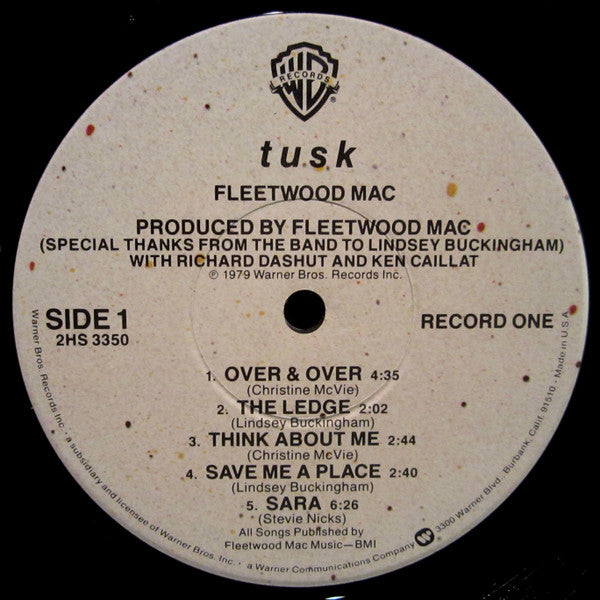 WB RECORDS ®
tusk
FLEETWOOD MAC
PRODUCED BY FLEETWOOD MAC
(SPECIAL THANKS FROM THE BAND TO LINDSEY BUCKINGHAM)
WITH RICHARD DASHUT AND KEN CAILLAT
℗ 1979 Warner Bros. Records Inc.
SIDE 1
2HS 3350
RECORD ONE
1. OVER & OVER 4:35
(Christine McVie)
2. THE LEDGE 2:02
(Lindsey Buckingham)
3. THINK ABOUT ME 2:44
(Christine McVie)
4. SAVE ME A PLACE 2:40
(Lindsey Buckingham)
5. SARA 6:26
(Stevie Nicks)
All Songs Published by
Fleetwood Mac Music—BMI
Warner Bros. Records Inc. • a subsidiary and licensee of Warner Bros. Inc. • a Warner Communications Company 3300 Warner Blvd., Burbank, Calif. 91510 • Made in U.S.A.